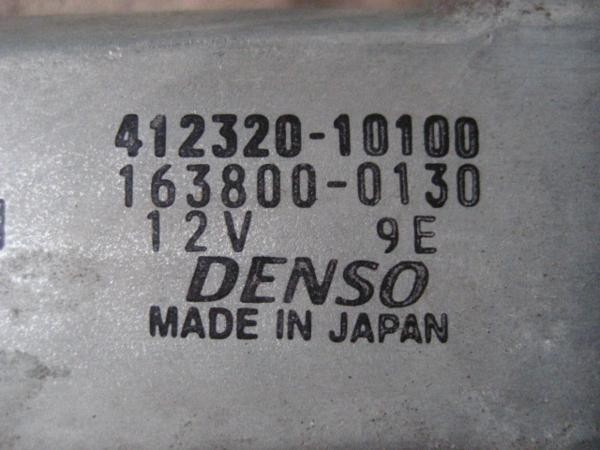 412320-10100
163800-0130
12V 9E
DENSO
MADE IN JAPAN